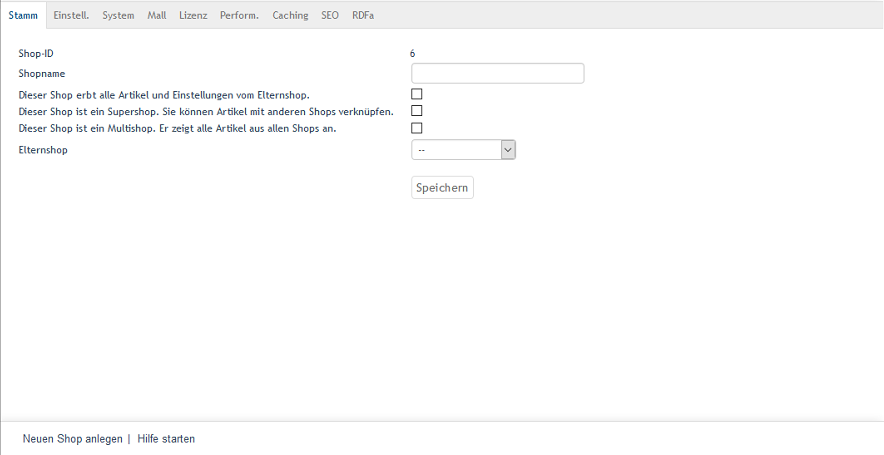 Stamm Einstell. System Mall Lizenz Perform. Caching SEO RDFa
Shop-ID 6
Shopname
Dieser Shop erbt alle Artikel und Einstellungen vom Elternshop.
Dieser Shop ist ein Supershop. Sie können Artikel mit anderen Shops verknüpfen.
Dieser Shop ist ein Multishop. Er zeigt alle Artikel aus allen Shops an.
Elternshop --
Speichern
Neuen Shop anlegen | Hilfe starten